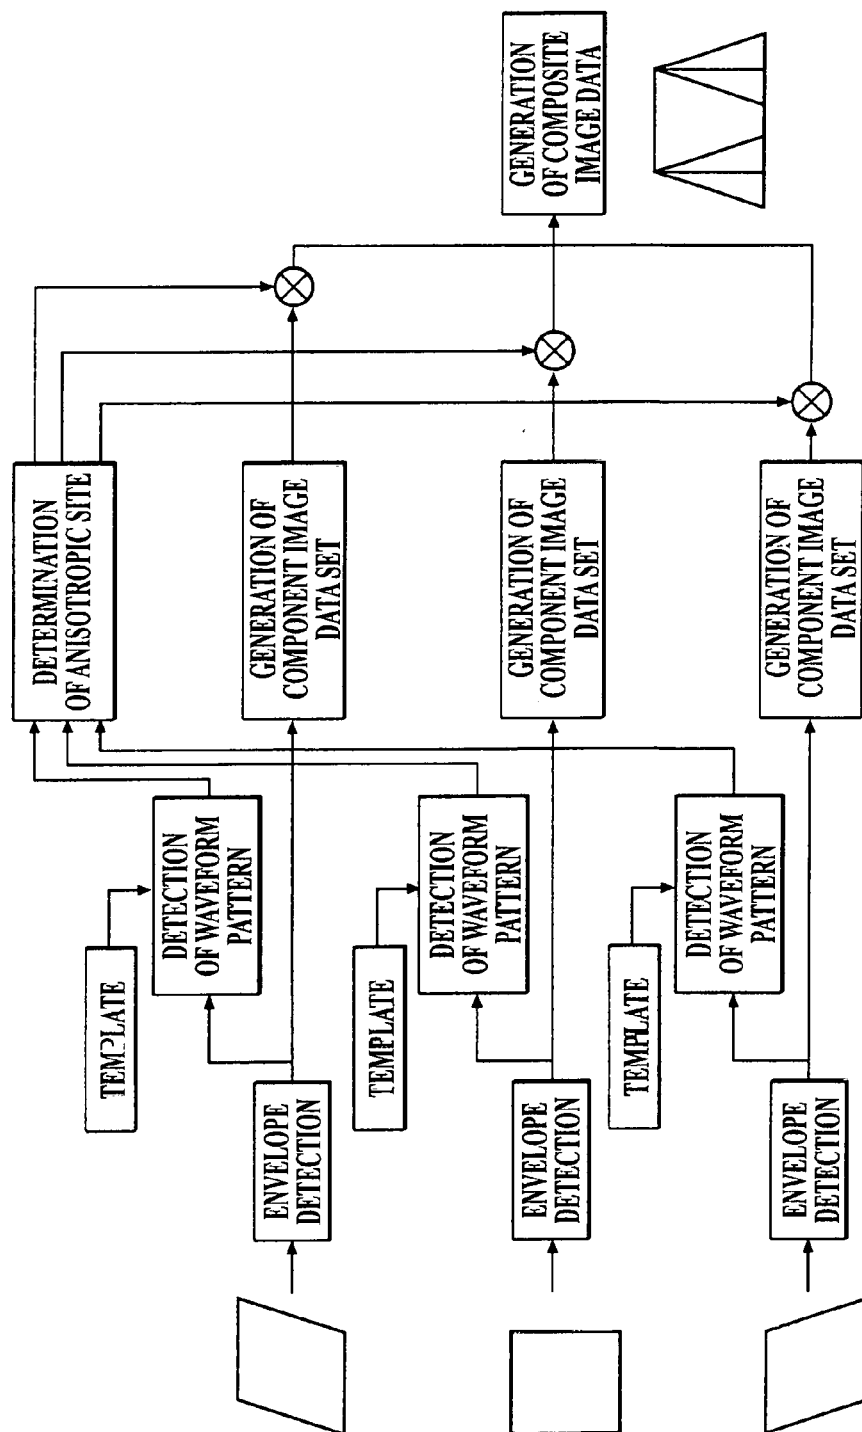 ENVELOPE
DETECTION
TEMPLATE
DETECTION
OF WAVEFORM
PATTERN
DETERMINATION
OF ANISOTROPIC SITE
GENERATION OF
COMPONENT IMAGE
DATA SET
ENVELOPE
DETECTION
TEMPLATE
DETECTION
OF WAVEFORM
PATTERN
GENERATION OF
COMPONENT IMAGE
DATA SET
GENERATION
OF COMPOSITE
IMAGE DATA
ENVELOPE
DETECTION
TEMPLATE
DETECTION
OF WAVEFORM
PATTERN
GENERATION OF
COMPONENT IMAGE
DATA SET